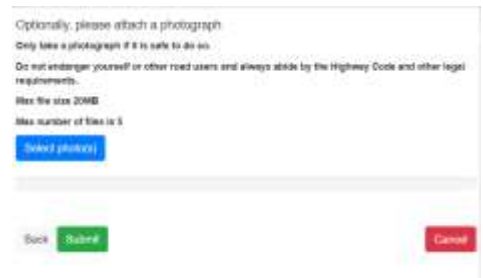 Optionally, please attach a photograph
Only take a photograph if it is safe to do so.
Do not endanger yourself or other road users and always abide by the Highway Code and other legal
requirements.
Max file size 20MB
Max number of files is 5
Select photo(s)
Back Submit Cancel